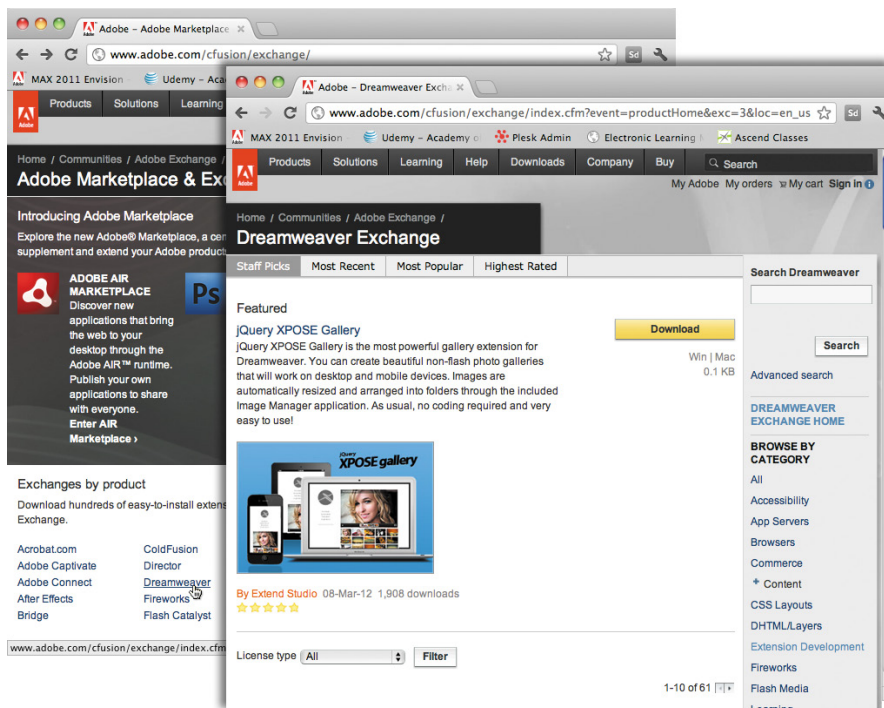 Adobe – Adobe Marketplace
www.adobe.com/cfusion/exchange/
Sd
MAX 2011 Envision
Udemy – Aca
Products Solutions Learning
Adobe
Home / Communities / Adobe Exchange /
Adobe Marketplace & Exc
Introducing Adobe Marketplace
Explore the new Adobe® Marketplace, a cen
supplement and extend your Adobe product
ADOBE AIR
MARKETPLACE
Discover new
applications that bring
the web to your
desktop through the
Adobe AIR™ runtime.
Publish your own
applications to share
with everyone.
Enter AIR
Marketplace ›
Ps
Exchanges by product
Download hundreds of easy-to-install extens
Exchange.
Acrobat.com
Adobe Captivate
Adobe Connect
After Effects
Bridge
ColdFusion
Director
Dreamweaver
Fireworks
Flash Catalyst
www.adobe.com/cfusion/exchange/index.cfm
Adobe – Dreamweaver Excha
www.adobe.com/cfusion/exchange/index.cfm?event=productHome&exc=3&loc=en_us
Sd
MAX 2011 Envision
Udemy – Academy o
Plesk Admin
Electronic Learning
Ascend Classes
Adobe
Products Solutions Learning Help Downloads Company Buy
Search
My Adobe My orders My cart Sign in
Home / Communities / Adobe Exchange /
Dreamweaver Exchange
Staff Picks Most Recent Most Popular Highest Rated
Featured
jQuery XPOSE Gallery
jQuery XPOSE Gallery is the most powerful gallery extension for
Dreamweaver. You can create beautiful non-flash photo galleries
that will work on desktop and mobile devices. Images are
automatically resized and arranged into folders through the included
Image Manager application. As usual, no coding required and very
easy to use!
Download
Win | Mac
0.1 KB
jQuery
XPOSE gallery
By Extend Studio 08-Mar-12 1,908 downloads
License type All Filter
1-10 of 61
Search Dreamweaver
Search
Advanced search
DREAMWEAVER
EXCHANGE HOME
BROWSE BY
CATEGORY
All
Accessibility
App Servers
Browsers
Commerce
+ Content
CSS Layouts
DHTML/Layers
Extension Development
Fireworks
Flash Media